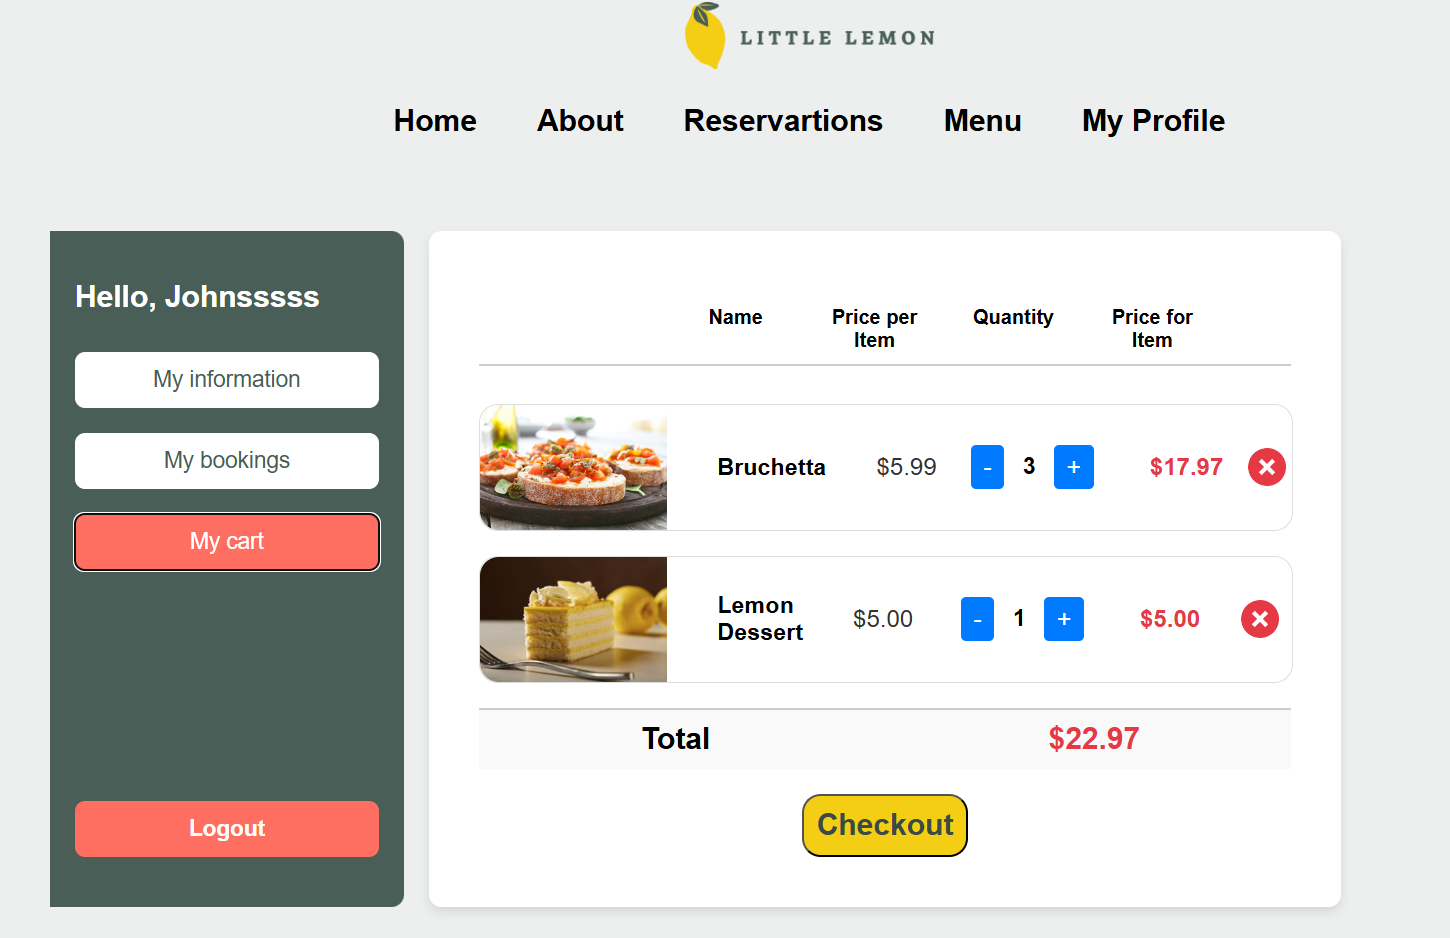 LITTLE LEMON
Home About Reservartions Menu My Profile
Hello, Johnsssss
My information
My bookings
My cart
Logout
Name Price per Item Quantity Price for Item
Bruchetta $5.99 - 3 + $17.97
Lemon Dessert $5.00 - 1 + $5.00
Total $22.97
Checkout